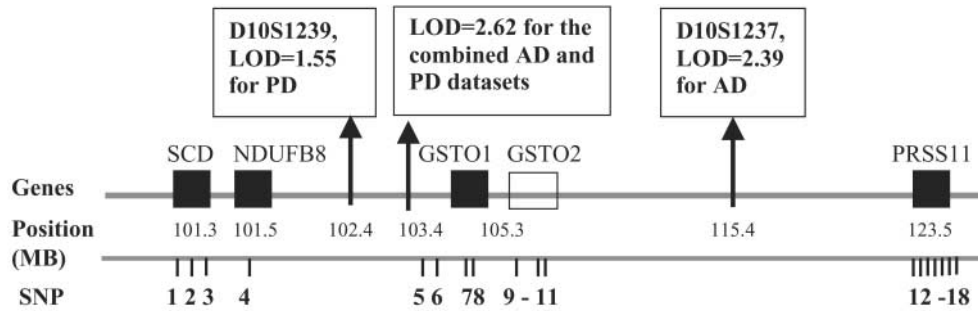 D10S1239,
LOD=1.55
for PD
LOD=2.62 for the
combined AD and
PD datasets
D10S1237,
LOD=2.39
for AD
SCD NDUFB8 GSTO1 GSTO2 PRSS11
Genes
Position 101.3 101.5 102.4 103.4 105.3 115.4 123.5
(MB)
SNP 1 2 3 4 5 6 78 9 - 11 12 -18